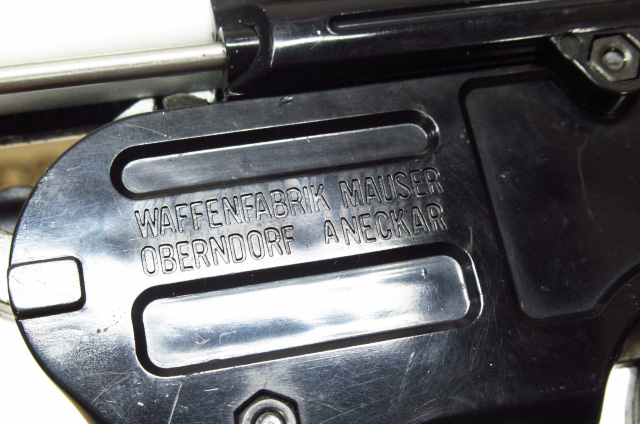 WAFFENFABRIK MAUSER
OBERNDORF A NECKAR